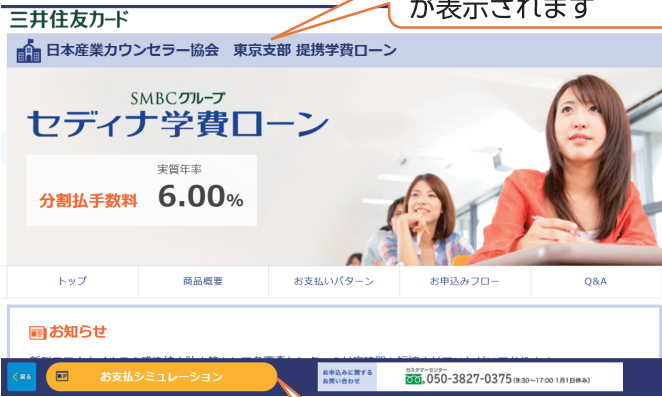 が表示されます
三井住友カード
日本産業カウンセラー協会 東京支部 提携学費ローン
SMBCグループ
セディナ学費ローン
実質年率
分割払手数料 6.00%
トップ 商品概要 お支払いパターン お申込みフロー Q&A
お知らせ
戻る
お支払シミュレーション
お申込みに関する
お問い合わせ
カスタマーセンター
050-3827-0375 (9:30~17:00 1月1日休み)